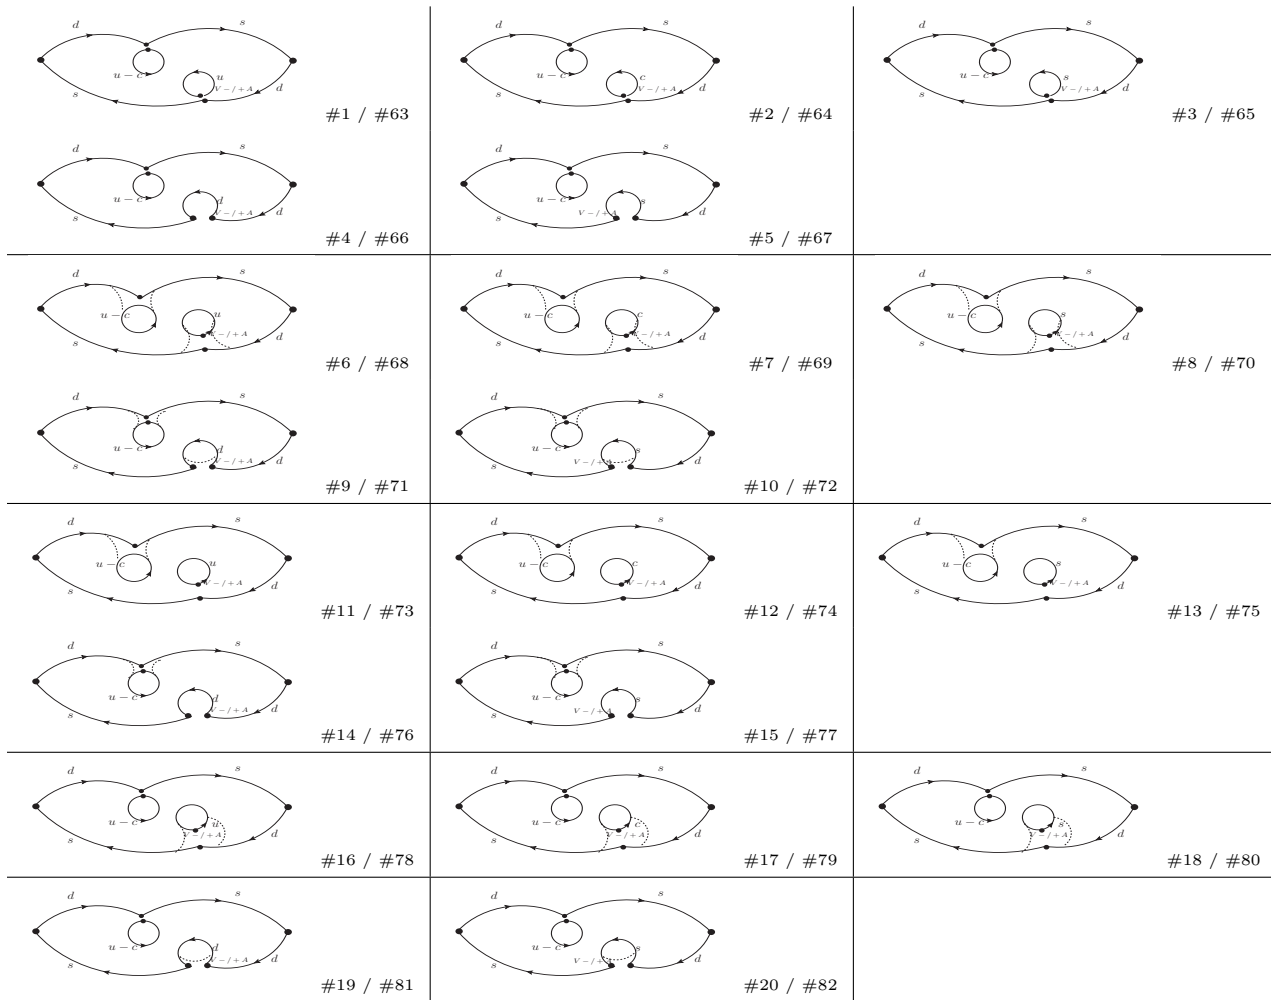 d s d s d s
u − c u V −/+ A s d
u − c c V −/+ A s d
u − c s V −/+ A s d
#1 / #63 #2 / #64 #3 / #65
d s d s
u − c d V −/+ A s d
u − c s V −/+ A s d
#4 / #66 #5 / #67
d s d s d s
u − c u V −/+ A s d
u − c c −/+ A s d
u − c s V −/+ A s d
#6 / #68 #7 / #69 #8 / #70
d s d s
u − c d V −/+ A s d
u − c s V −/+ A s d
#9 / #71 #10 / #72
d s d s d s
u − c u V −/+ A s d
u − c c V −/+ A s d
u − c s V −/+ A s d
#11 / #73 #12 / #74 #13 / #75
d s d s
u − c d V −/+ A s d
u − c s V −/+ A s d
#14 / #76 #15 / #77
d s d s d s
u − c u V −/+ A s d
u − c c V −/+ A s d
u − c s V −/+ A s d
#16 / #78 #17 / #79 #18 / #80
d s d s
u − c d V −/+ A s d
u − c s V −/+ A s d
#19 / #81 #20 / #82